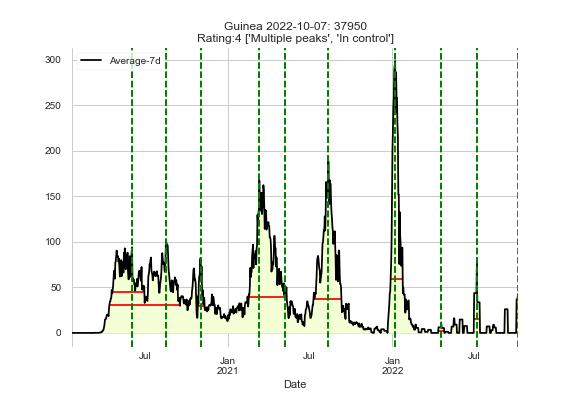 Guinea 2022-10-07: 37950
Rating:4 ['Multiple peaks', 'In control']
Average-7d
300
250
200
150
100
50
0
Jul
Jan
2021
Jul
Jan
2022
Jul
Date